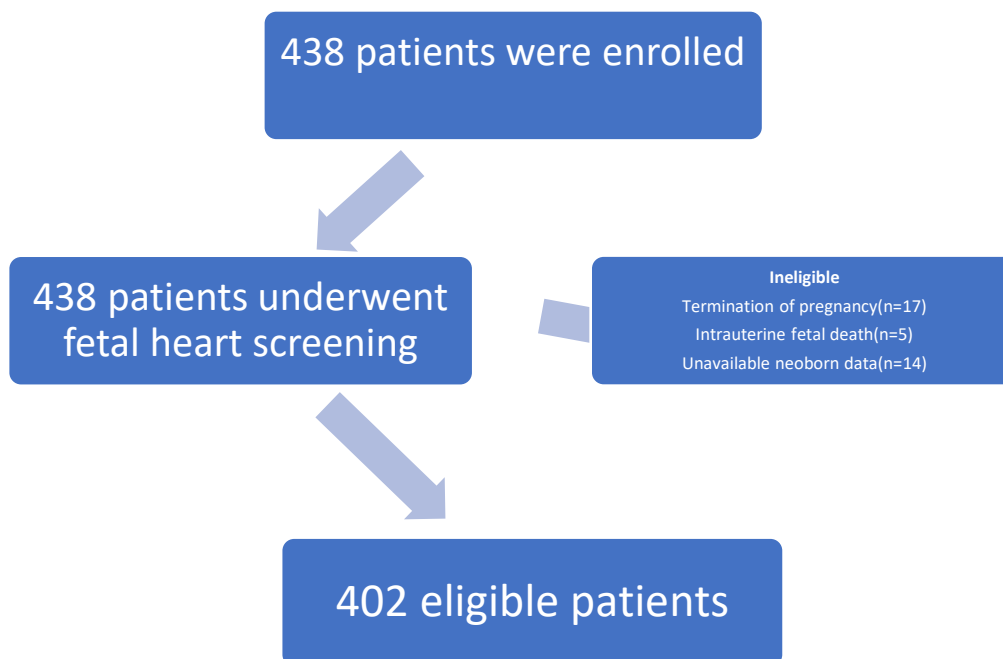 438 patients were enrolled
438 patients underwent
fetal heart screening
Ineligible
Termination of pregnancy(n=17)
Intrauterine fetal death(n=5)
Unavailable neoborn data(n=14)
402 eligible patients